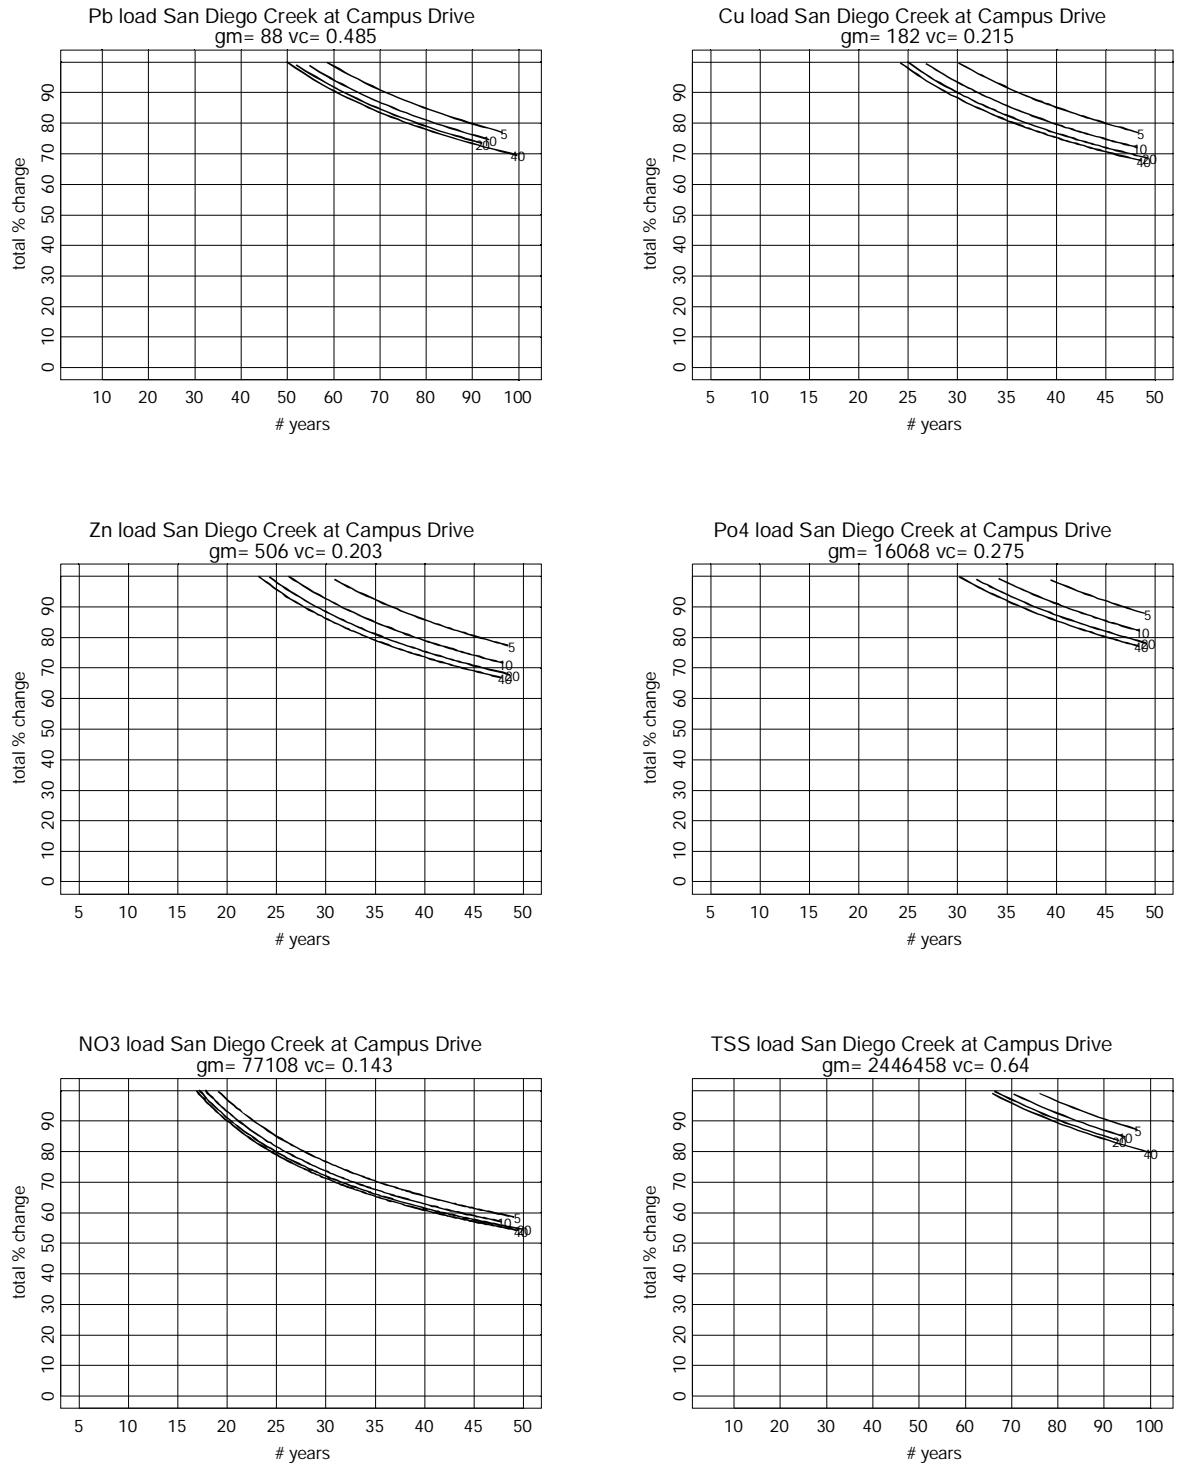 Pb load San Diego Creek at Campus Drive
gm= 88 vc= 0.485
total % change
0 10 20 30 40 50 60 70 80 90
5
10
20
40
10 20 30 40 50 60 70 80 90 100
# years
Cu load San Diego Creek at Campus Drive
gm= 182 vc= 0.215
total % change
0 10 20 30 40 50 60 70 80 90
5
10
20
40
5 10 15 20 25 30 35 40 45 50
# years
Zn load San Diego Creek at Campus Drive
gm= 506 vc= 0.203
total % change
0 10 20 30 40 50 60 70 80 90
5
10
20
40
5 10 15 20 25 30 35 40 45 50
# years
Po4 load San Diego Creek at Campus Drive
gm= 16068 vc= 0.275
total % change
0 10 20 30 40 50 60 70 80 90
5
10
20
40
5 10 15 20 25 30 35 40 45 50
# years
NO3 load San Diego Creek at Campus Drive
gm= 77108 vc= 0.143
total % change
0 10 20 30 40 50 60 70 80 90
5
10
20
40
5 10 15 20 25 30 35 40 45 50
# years
TSS load San Diego Creek at Campus Drive
gm= 2446458 vc= 0.64
total % change
0 10 20 30 40 50 60 70 80 90
5
10
20
40
10 20 30 40 50 60 70 80 90 100
# years